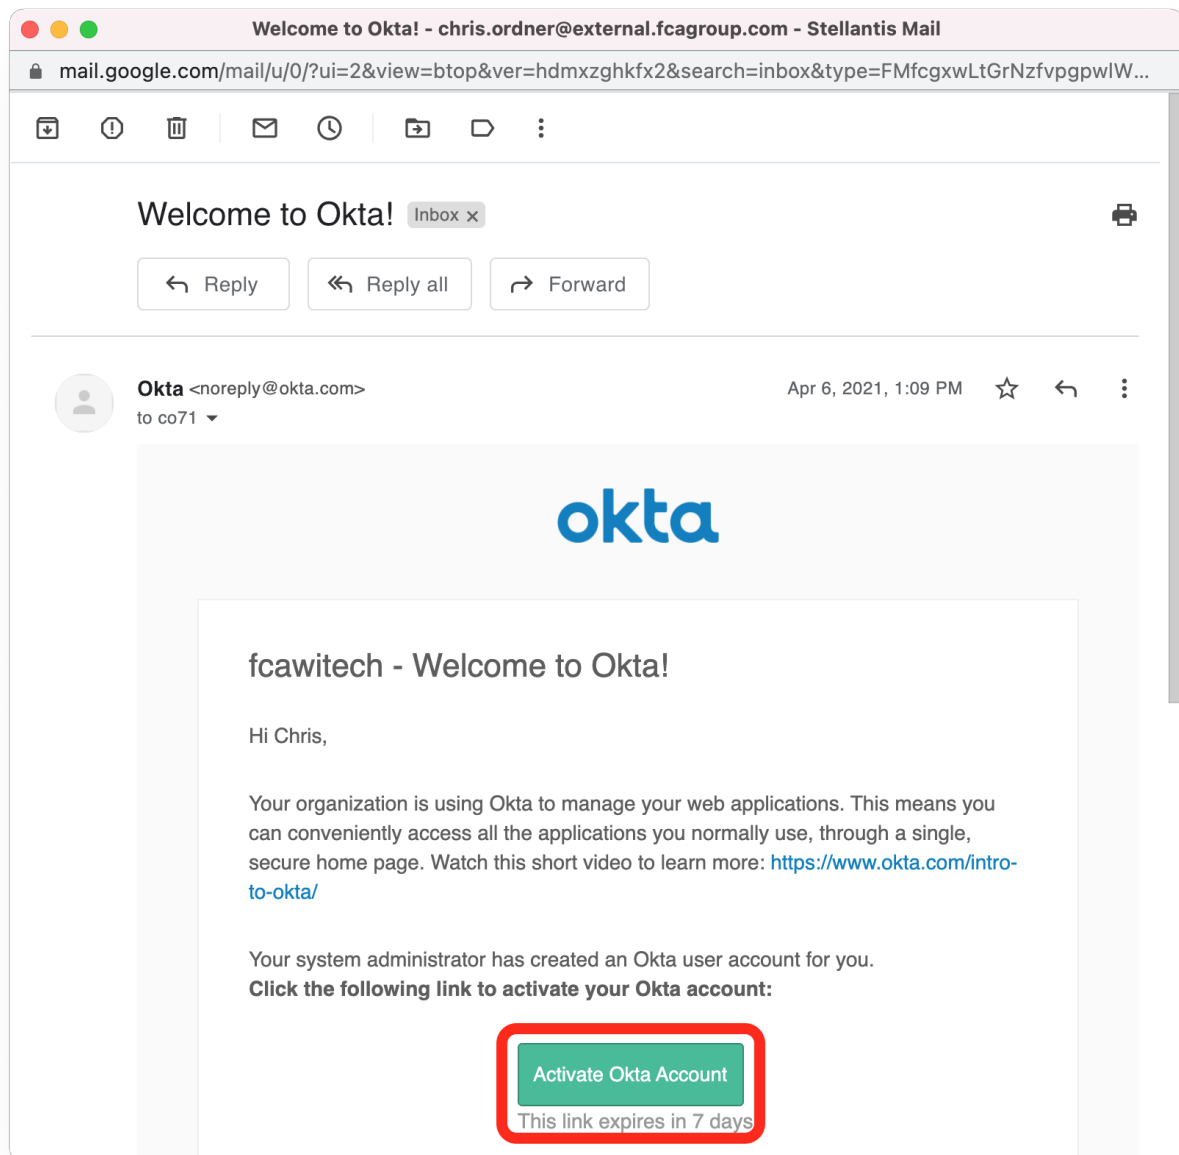 Welcome to Okta! - chris.ordner@external.fcagroup.com - Stellantis Mail
mail.google.com/mail/u/0/?ui=2&view=btop&ver=hdmxzghkfx2&search=inbox&type=FMfcgxwLtGrNzfvpgpwlW...
Welcome to Okta! Inbox x
Reply Reply all Forward
Okta <noreply@okta.com> Apr 6, 2021, 1:09 PM
to co71
okta
fcawitech - Welcome to Okta!
Hi Chris,
Your organization is using Okta to manage your web applications. This means you
can conveniently access all the applications you normally use, through a single,
secure home page. Watch this short video to learn more: https://www.okta.com/intro-
to-okta/
Your system administrator has created an Okta user account for you.
Click the following link to activate your Okta account:
Activate Okta Account
This link expires in 7 days